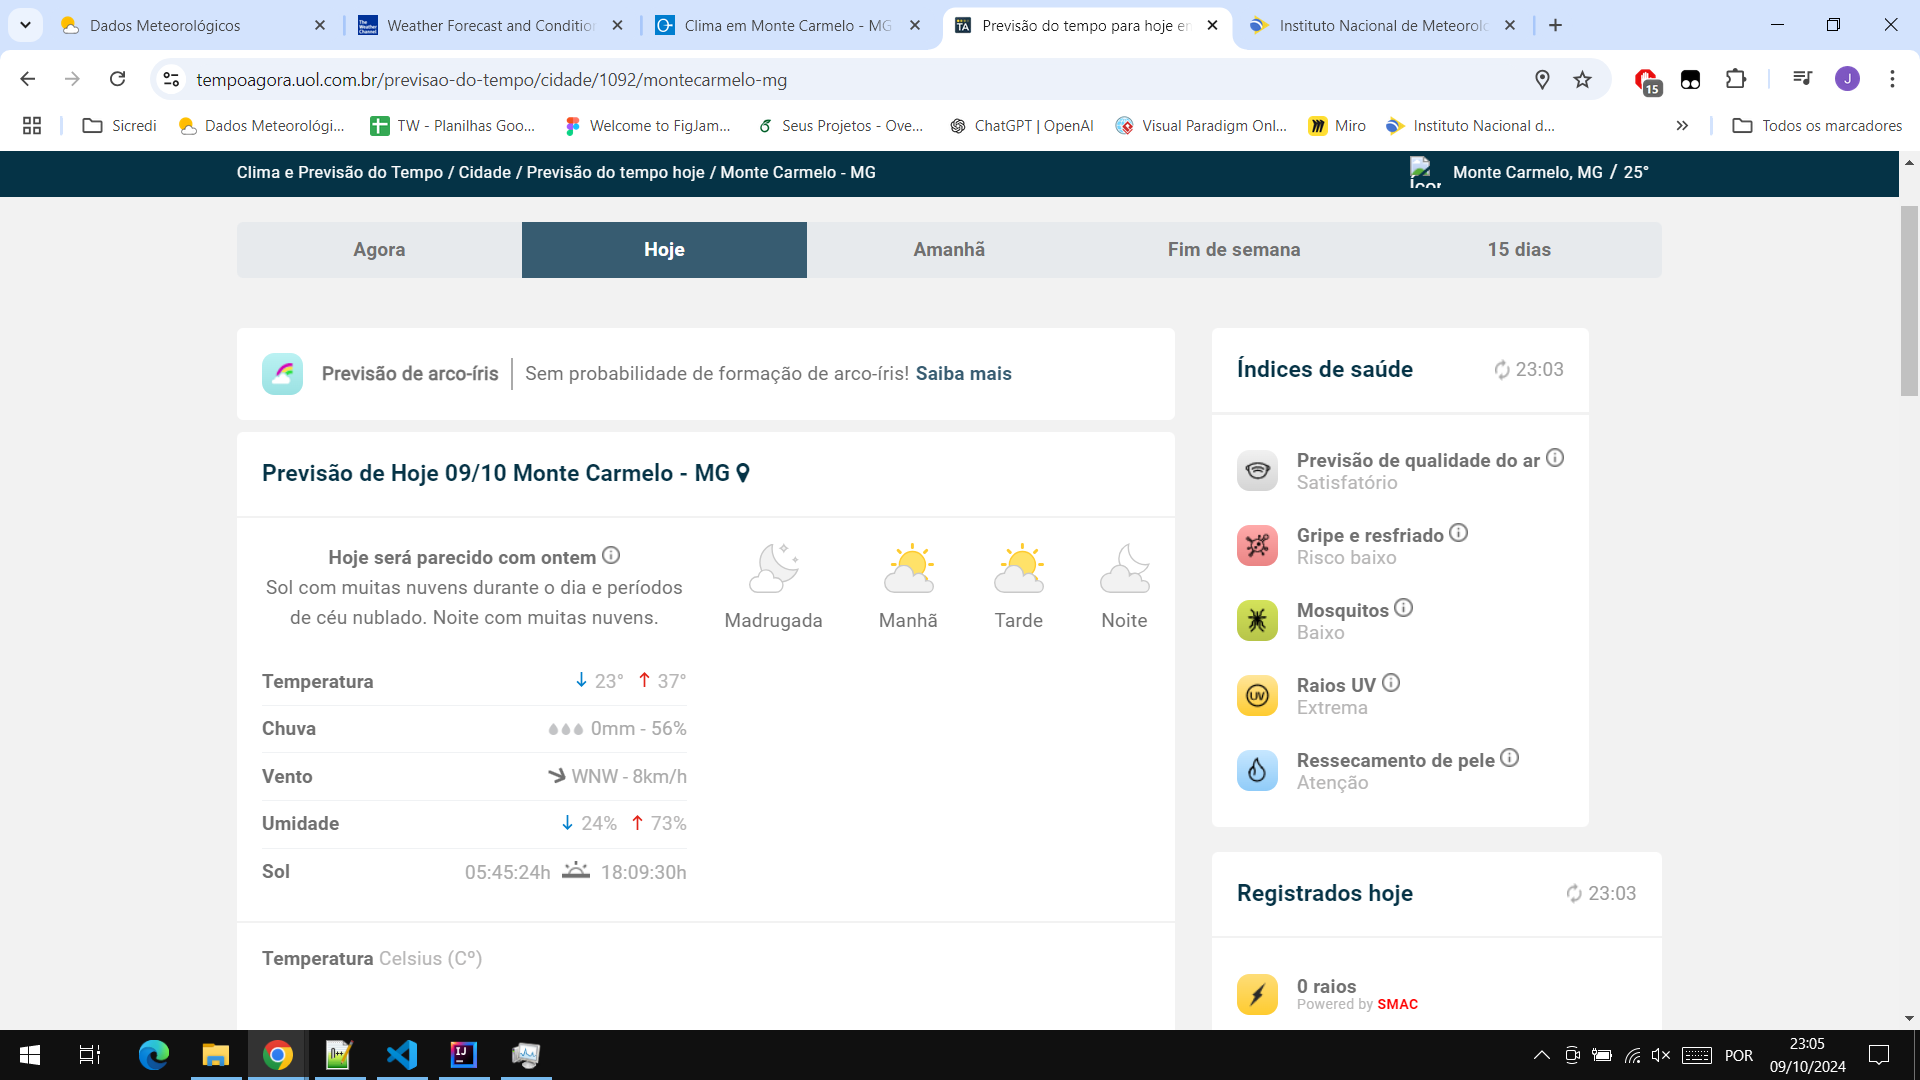 Dados Meteorológicos
Weather Forecast and Condition
Clima em Monte Carmelo - MG
Previsão do tempo para hoje em
Instituto Nacional de Meteorolo
tempoagora.uol.com.br/previsao-do-tempo/cidade/1092/montecarmelo-mg
15
J
Sicredi
Dados Meteorológi...
TW - Planilhas Goo...
Welcome to FigJam...
Seus Projetos - Ove...
ChatGPT | OpenAI
Visual Paradigm Onl...
Miro
Instituto Nacional d...
Todos os marcadores
Clima e Previsão do Tempo / Cidade / Previsão do tempo hoje / Monte Carmelo - MG
Monte Carmelo, MG / 25°
Agora
Hoje
Amanhã
Fim de semana
15 dias
Previsão de arco-íris
Sem probabilidade de formação de arco-íris! Saiba mais
Previsão de Hoje 09/10 Monte Carmelo - MG
Hoje será parecido com ontem
Sol com muitas nuvens durante o dia e períodos
de céu nublado. Noite com muitas nuvens.
Madrugada
Manhã
Tarde
Noite
Temperatura 23° 37°
Chuva 0mm - 56%
Vento WNW - 8km/h
Umidade 24% 73%
Sol 05:45:24h 18:09:30h
Temperatura Celsius (Cº)
Índices de saúde 23:03
Previsão de qualidade do ar
Satisfatório
Gripe e resfriado
Risco baixo
Mosquitos
Baixo
UV
Raios UV
Extrema
Ressecamento de pele
Atenção
Registrados hoje 23:03
0 raios
Powered by SMAC
POR
23:05
09/10/2024